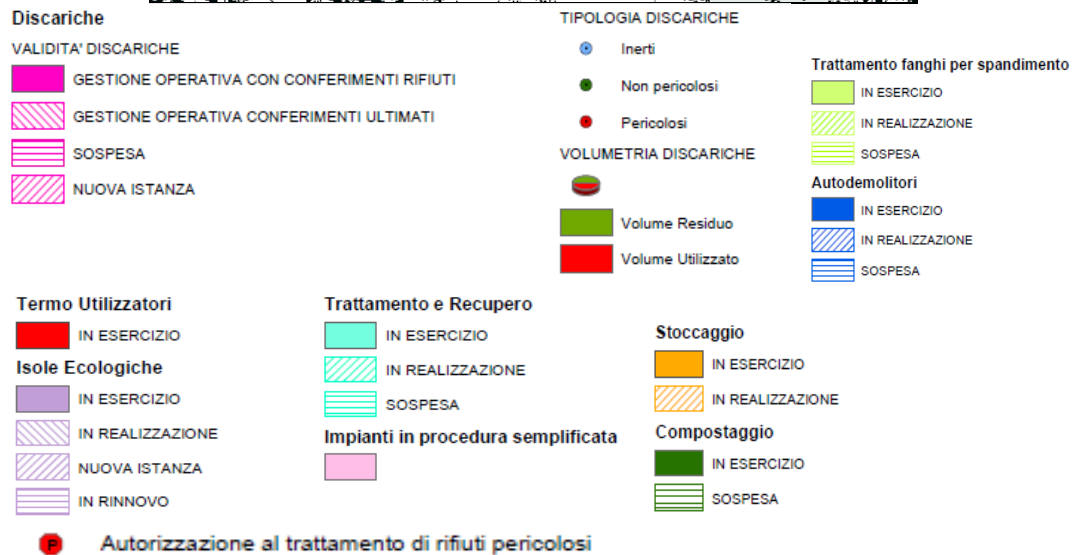 Discariche
VALIDITA' DISCARICHE
GESTIONE OPERATIVA CON CONFERIMENTI RIFIUTI
GESTIONE OPERATIVA CONFERIMENTI ULTIMATI
SOSPESA
NUOVA ISTANZA
TIPOLOGIA DISCARICHE
Inerti
Non pericolosi
Pericolosi
VOLUMETRIA DISCARICHE
Volume Residuo
Volume Utilizzato
Trattamento fanghi per spandimento
IN ESERCIZIO
IN REALIZZAZIONE
SOSPESA
Autodemolitori
IN ESERCIZIO
IN REALIZZAZIONE
SOSPESA
Termo Utilizzatori
IN ESERCIZIO
Isole Ecologiche
IN ESERCIZIO
IN REALIZZAZIONE
NUOVA ISTANZA
IN RINNOVO
Trattamento e Recupero
IN ESERCIZIO
IN REALIZZAZIONE
SOSPESA
Impianti in procedura semplificata
Stoccaggio
IN ESERCIZIO
IN REALIZZAZIONE
Compostaggio
IN ESERCIZIO
SOSPESA
P Autorizzazione al trattamento di rifiuti pericolosi